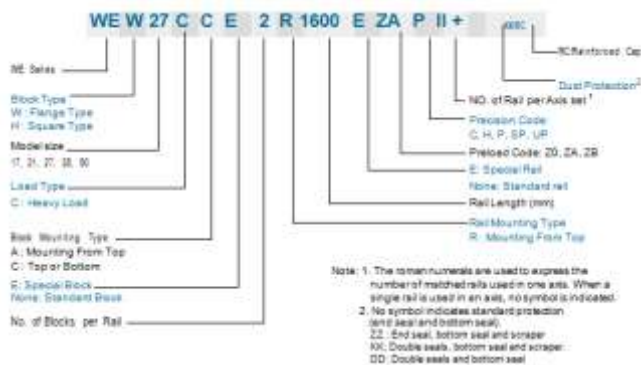 WE W 27 C C E 2 R 1600 E ZA P II +
WE Series
Block Type
W : Flange Type
H : Square Type
Model size
17, 21, 27, 35, 50
Load Type
C : Heavy Load
Block Mounting Type
A : Mounting From Top
C : Top or Bottom
E: Special Block
None: Standard Block
No. of Blocks per Rail
RC:Reinforced Cap
Dust Protection 2
NO. of Rail per Axis set 1
Precision Code:
C, H, P, SP, UP
Preload Code: Z0, ZA, ZB
E: Special Rail
None: Standard rail
Rail Length (mm)
Rail Mounting Type
R : Mounting From Top
Note: 1. The roman numerals are used to express the
number of matched rails used in one axis. When a
single rail is used in an axis, no symbol is indicated.
2. No symbol indicates standard protection
(end seal and bottom seal).
ZZ : End seal, bottom seal and scraper
KK: Double seals, bottom seal and scraper.
DD: Double seals and bottom seal